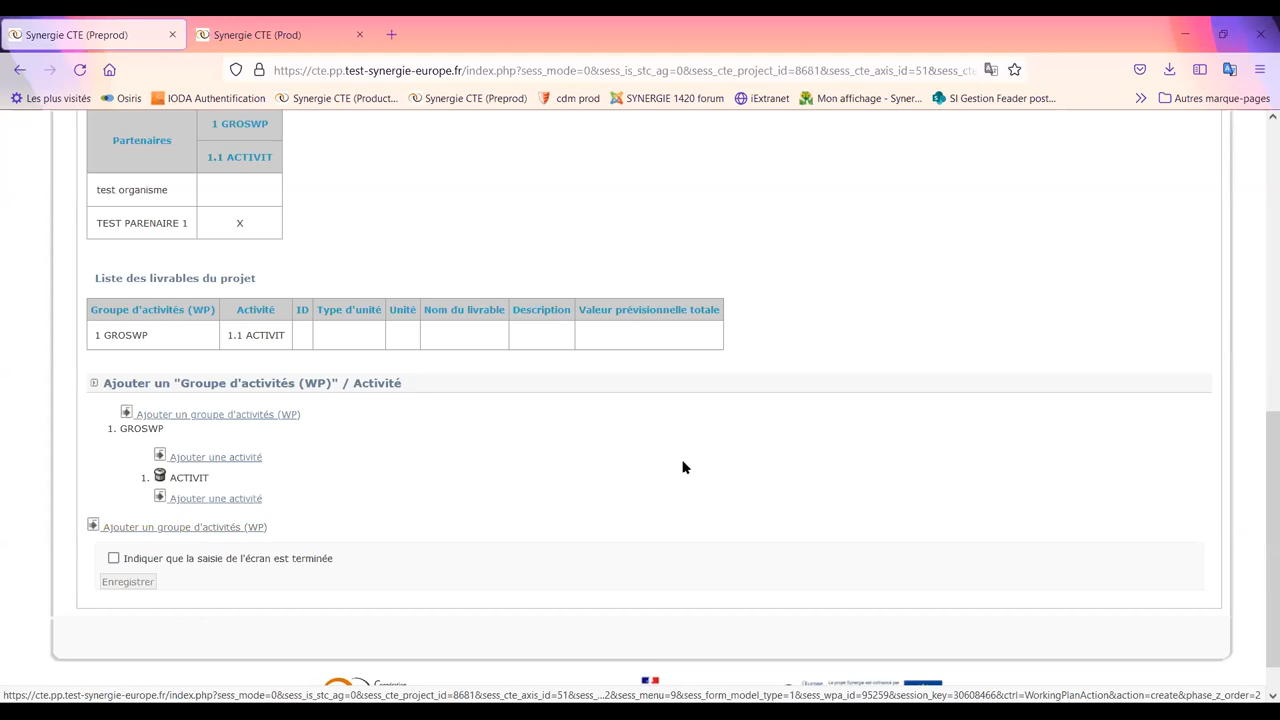 Synergie CTE (Preprod)
Synergie CTE (Prod)
https://cte.pp.test-synergie-europe.fr/index.php?sess_mode=0&sess_is_stc_ag=0&sess_cte_project_id=8681&sess_cte_axis_id=51&sess_cte_
Les plus visités
Osiris
IODA Authentification
Synergie CTE (Product...
Synergie CTE (Preprod)
cdm prod
SYNERGIE 1420 forum
iExtranet
Mon affichage - Syner...
SI Gestion Feader post...
Autres marque-pages
Partenaires
1 GROSWP
1.1 ACTIVIT
test organisme
TEST PARENAIRE 1 X
Liste des livrables du projet
Groupe d'activités (WP) Activité ID Type d'unité Unité Nom du livrable Description Valeur prévisionnelle totale
1 GROSWP 1.1 ACTIVIT
Ajouter un "Groupe d'activités (WP)" / Activité
Ajouter un groupe d'activités (WP)
1. GROSWP
Ajouter une activité
1. ACTIVIT
Ajouter une activité
Ajouter un groupe d'activités (WP)
Indiquer que la saisie de l'écran est terminée
Enregistrer
https://cte.pp.test-synergie-europe.fr/index.php?sess_mode=0&sess_is_stc_ag=0&sess_cte_project_id=8681&sess_cte_axis_id=51&sess_...2&sess_menu=9&sess_form_model_type=1&sess_wpa_id=95259&session_key=30608466&ctrl=WorkingPlanAction&action=create&phase_z_order=2